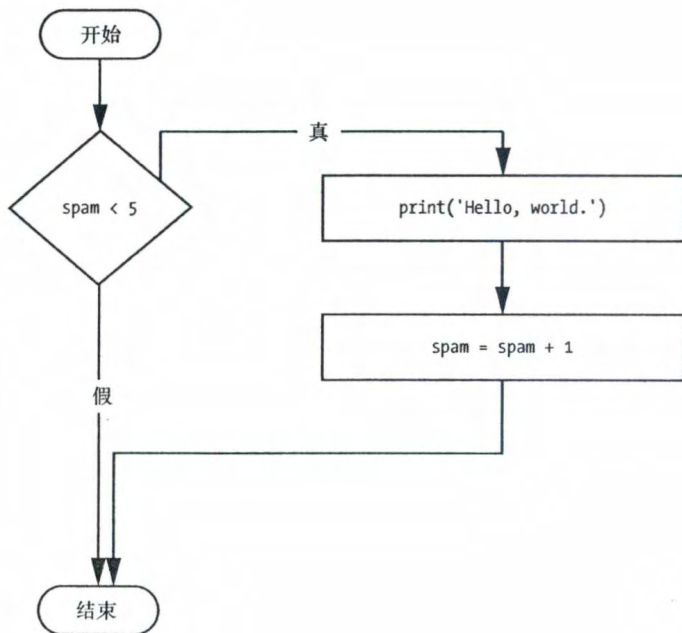 开始
真
spam < 5
print('Hello, world.')
spam = spam + 1
假
结束